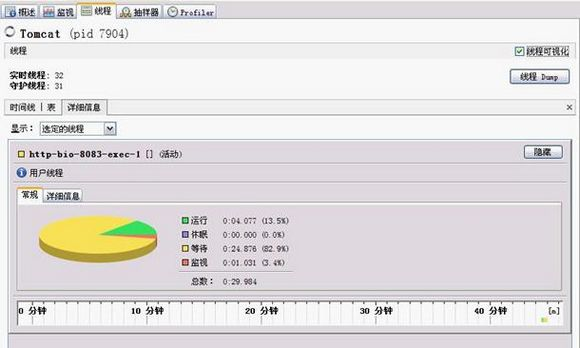 概述 监视 线程 抽样器 Profiler
Tomcat (pid 7904)
线程 线程可视化
实时线程: 32
守护线程: 31
线程 Dump
时间线 表 详细信息
显示: 选定的线程
http-bio-8083-exec-1 [] (活动) 隐藏
用户线程
常规 详细信息
运行 0:04.077 (13.5%)
休眠 0:00.000 (0.0%)
等待 0:24.876 (82.9%)
监视 0:01.031 (3.4%)
总数: 0:29.984
0 分钟 10 分钟 20 分钟 30 分钟 40 分钟 [m]